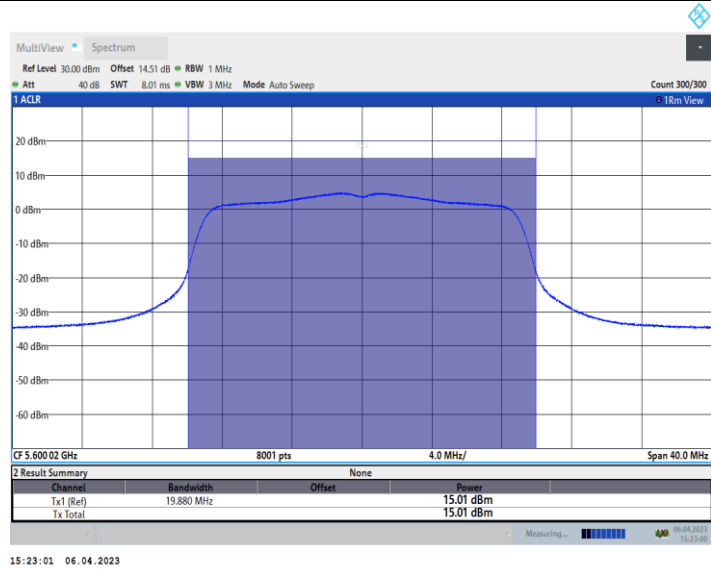 MultiView Spectrum
Ref Level 30.00 dBm Offset 14.51 dB RBW 1 MHz
Att 40 dB SWT 8.01 ms VBW 3 MHz Mode Auto Sweep Count 300/300
1 ACLR 1Rm View
20 dBm
10 dBm
0 dBm
-10 dBm
-20 dBm
-30 dBm
-40 dBm
-50 dBm
-60 dBm
CF 5.600 02 GHz 8001 pts 4.0 MHz/ Span 40.0 MHz
2 Result Summary None
Channel Bandwidth Offset Power
Tx1 (Ref) 19.880 MHz 15.01 dBm
Tx Total 15.01 dBm
Measuring... 06.04.2023
15:23:00
15:23:01 06.04.2023